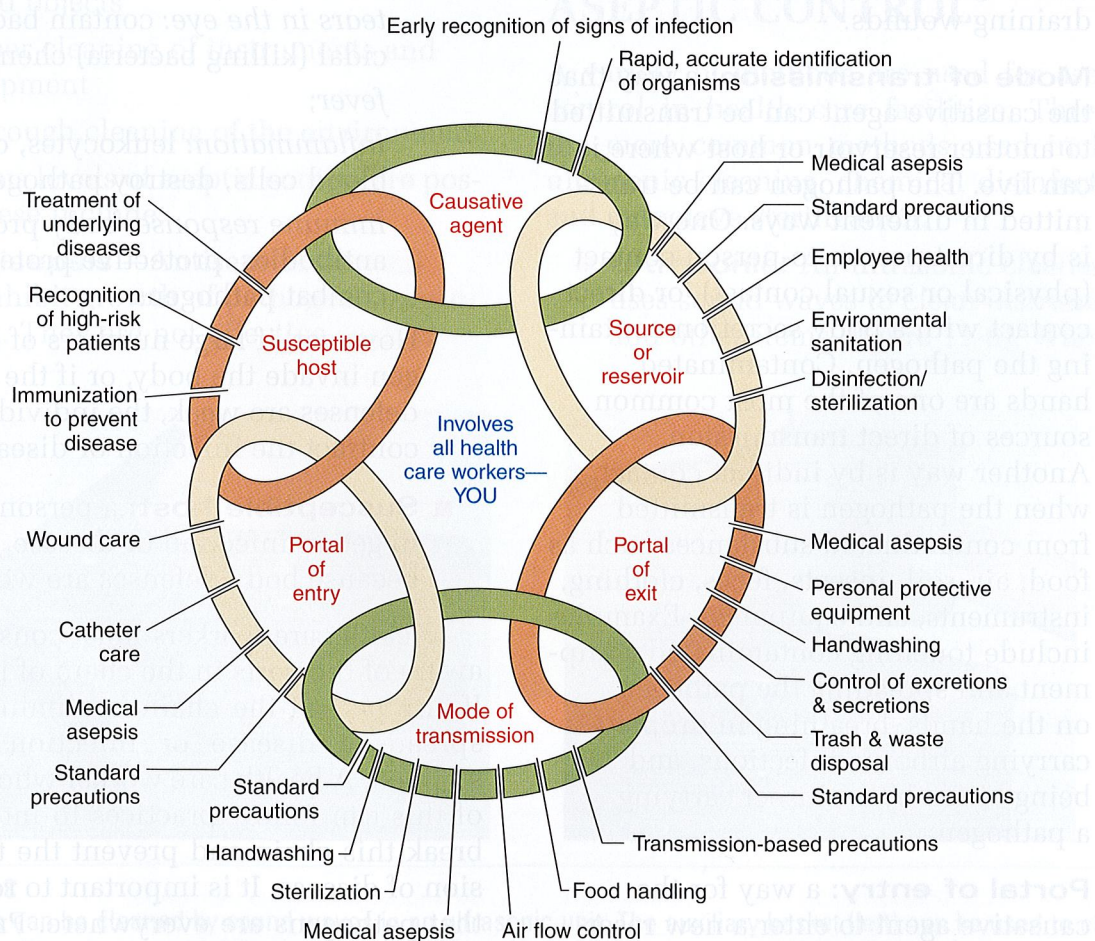 Early recognition of signs of infection
Rapid, accurate identification
of organisms
Causative
agent
Medical asepsis
Standard precautions
Employee health
Environmental
sanitation
Disinfection/
sterilization
Source
or
reservoir
Treatment of
underlying
diseases
Recognition
of high-risk
patients
Immunization
to prevent
disease
Susceptible
host
Involves
all health
care workers—
YOU
Portal
of
entry
Portal
of
exit
Wound care
Catheter
care
Medical
asepsis
Standard
precautions
Medical asepsis
Personal protective
equipment
Handwashing
Control of excretions
& secretions
Trash & waste
disposal
Standard precautions
Mode of
transmission
Standard
precautions
Handwashing
Sterilization
Medical asepsis
Air flow control
Food handling
Transmission-based precautions